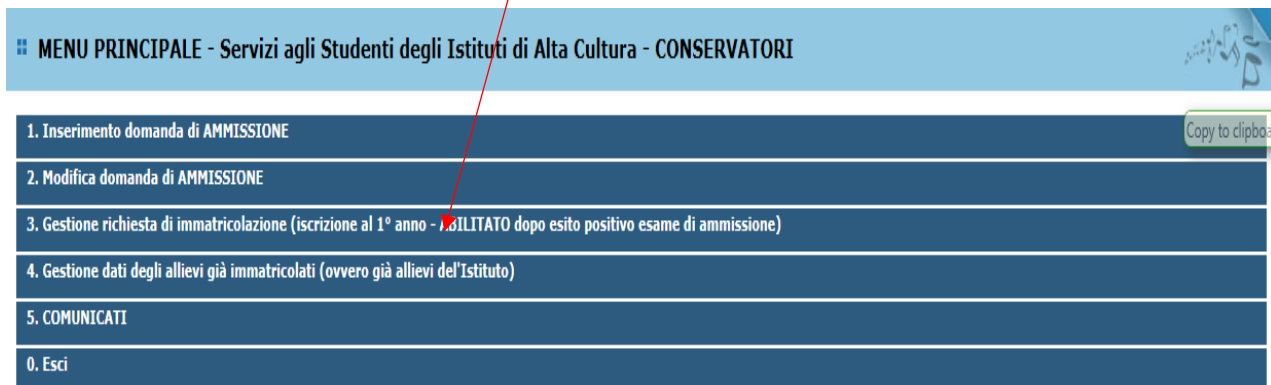 MENU PRINCIPALE - Servizi agli Studenti degli Istituti di Alta Cultura - CONSERVATORI
Copy to clipboa
1. Inserimento domanda di AMMISSIONE
2. Modifica domanda di AMMISSIONE
3. Gestione richiesta di immatricolazione (iscrizione al 1° anno - ABILITATO dopo esito positivo esame di ammissione)
4. Gestione dati degli allievi già immatricolati (ovvero già allievi del'Istituto)
5. COMUNICATI
0. Esci